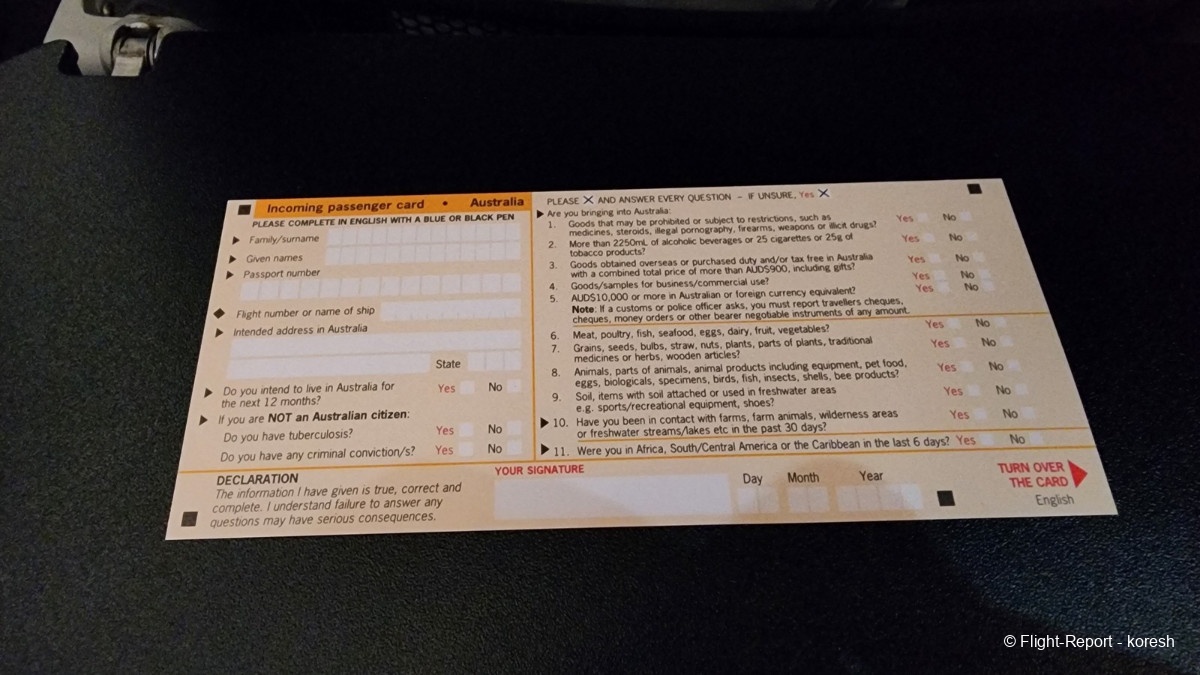 Incoming passenger card • Australia
PLEASE COMPLETE IN ENGLISH WITH A BLUE OR BLACK PEN
Family/surname
Given names
Passport number
Flight number or name of ship
Intended address in Australia
State
Do you intend to live in Australia for
the next 12 months?
Yes No
If you are NOT an Australian citizen:
Do you have tuberculosis? Yes No
Do you have any criminal conviction/s? Yes No
PLEASE X AND ANSWER EVERY QUESTION – IF UNSURE, Yes X
Are you bringing into Australia:
1. Goods that may be prohibited or subject to restrictions, such as
medicines, steroids, illegal pornography, firearms, weapons or illicit drugs?
Yes No
2. More than 2250mL of alcoholic beverages or 25 cigarettes or 25g of
tobacco products?
Yes No
3. Goods obtained overseas or purchased duty and/or tax free in Australia
with a combined total price of more than AUD$900, including gifts?
Yes No
4. Goods/samples for business/commercial use? Yes No
5. AUD$10,000 or more in Australian or foreign currency equivalent? Yes No
Note: If a customs or police officer asks, you must report travellers cheques,
cheques, money orders or other bearer negotiable instruments of any amount.
6. Meat, poultry, fish, seafood, eggs, dairy, fruit, vegetables? Yes No
7. Grains, seeds, bulbs, straw, nuts, plants, parts of plants, traditional
medicines or herbs, wooden articles?
Yes No
8. Animals, parts of animals, animal products including equipment, pet food,
eggs, biologicals, specimens, birds, fish, insects, shells, bee products?
Yes No
9. Soil, items with soil attached or used in freshwater areas
e.g. sports/recreational equipment, shoes?
Yes No
10. Have you been in contact with farms, farm animals, wilderness areas
or freshwater streams/lakes etc in the past 30 days?
Yes No
11. Were you in Africa, South/Central America or the Caribbean in the last 6 days? Yes No
DECLARATION
The information I have given is true, correct and
complete. I understand failure to answer any
questions may have serious consequences.
YOUR SIGNATURE
Day Month Year
TURN OVER
THE CARD
English
© Flight-Report - koresh